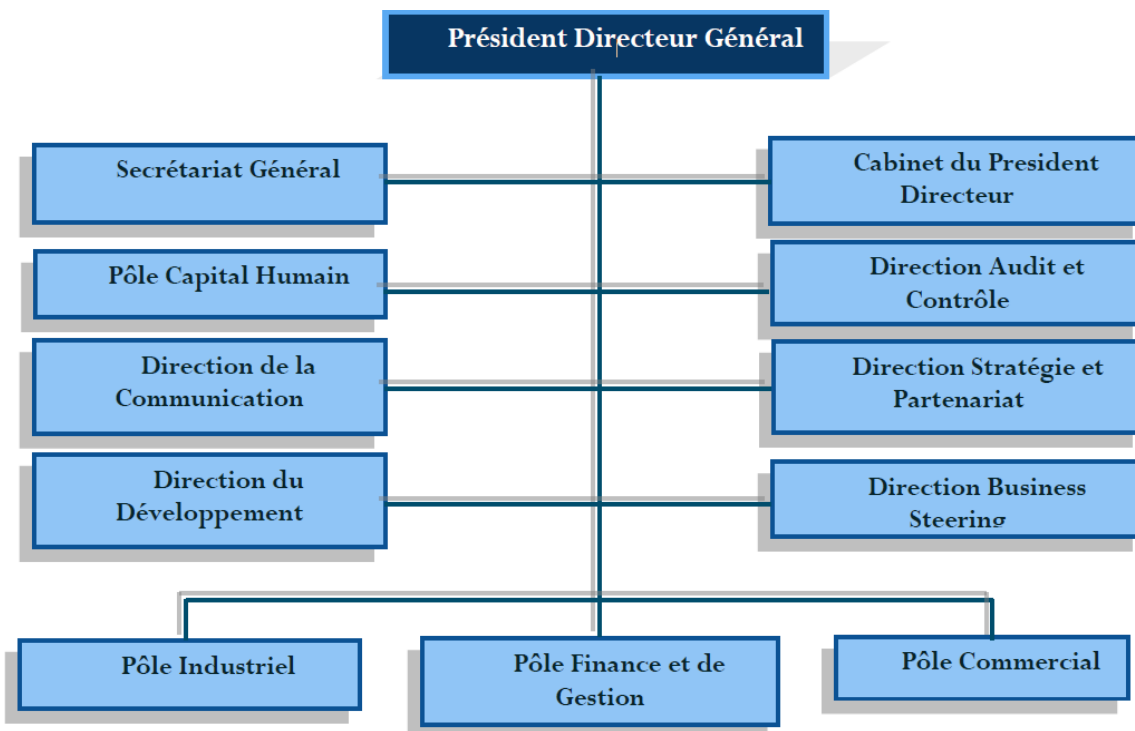 Président Directeur Général
Secrétariat Général
Cabinet du President
Directeur
Pôle Capital Humain
Direction Audit et
Contrôle
Direction de la
Communication
Direction Stratégie et
Partenariat
Direction du
Développement
Direction Business
Steering
Pôle Industriel
Pôle Finance et de
Gestion
Pôle Commercial